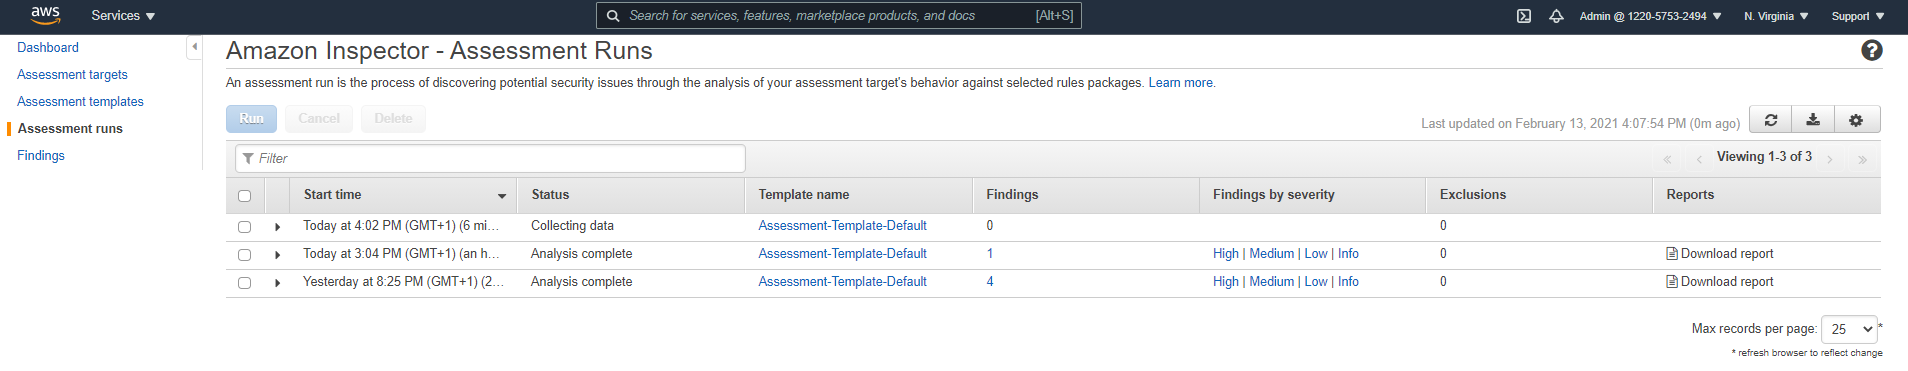 aws Services Search for services, features, marketplace products, and docs [Alt+S] Admin @ 1220-5753-2494 N. Virginia Support
Dashboard
Assessment targets
Assessment templates
Assessment runs
Findings
Amazon Inspector - Assessment Runs ?
An assessment run is the process of discovering potential security issues through the analysis of your assessment target's behavior against selected rules packages. Learn more.
Run Cancel Delete Last updated on February 13, 2021 4:07:54 PM (0m ago)
Filter « ‹ Viewing 1-3 of 3 › »
Start time Status Template name Findings Findings by severity Exclusions Reports
Today at 4:02 PM (GMT+1) (6 mi... Collecting data Assessment-Template-Default 0 0
Today at 3:04 PM (GMT+1) (an h... Analysis complete Assessment-Template-Default 1 High | Medium | Low | Info 0 Download report
Yesterday at 8:25 PM (GMT+1) (2... Analysis complete Assessment-Template-Default 4 High | Medium | Low | Info 0 Download report
Max records per page: 25 *
* refresh browser to reflect change